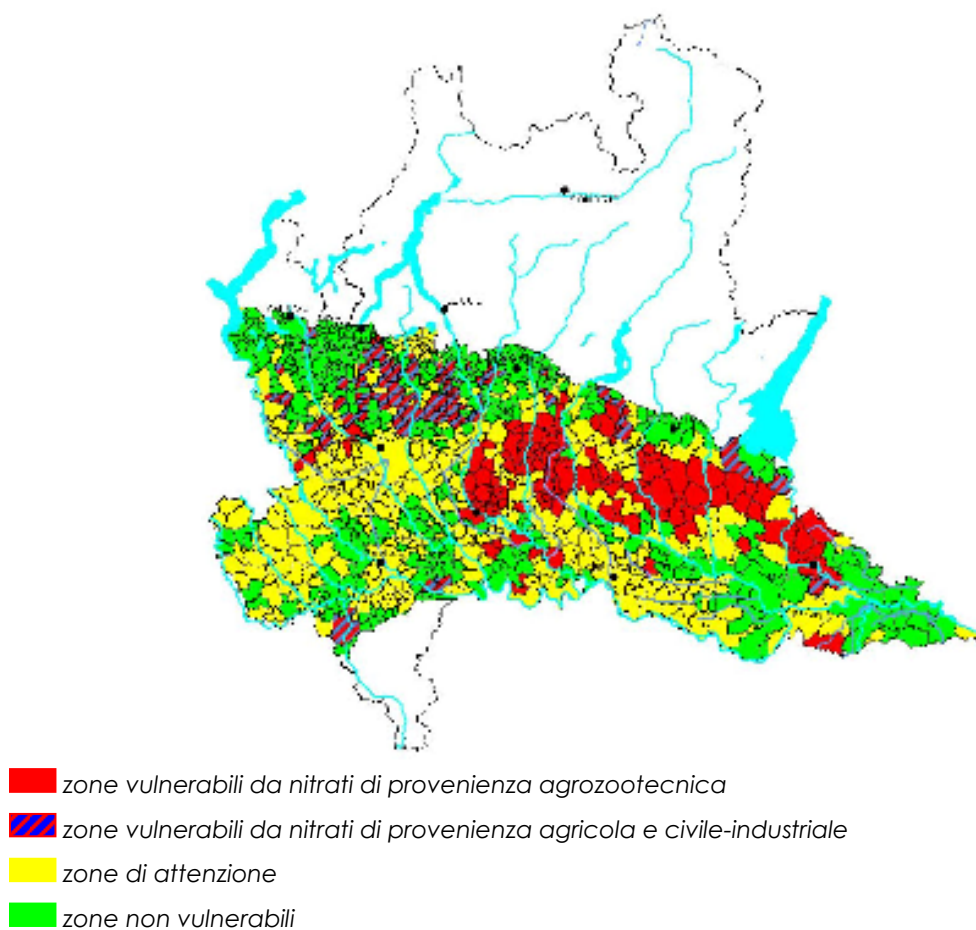 zone vulnerabili da nitrati di provenienza agrozootecnica
zone vulnerabili da nitrati di provenienza agricola e civile-industriale
zone di attenzione
zone non vulnerabili